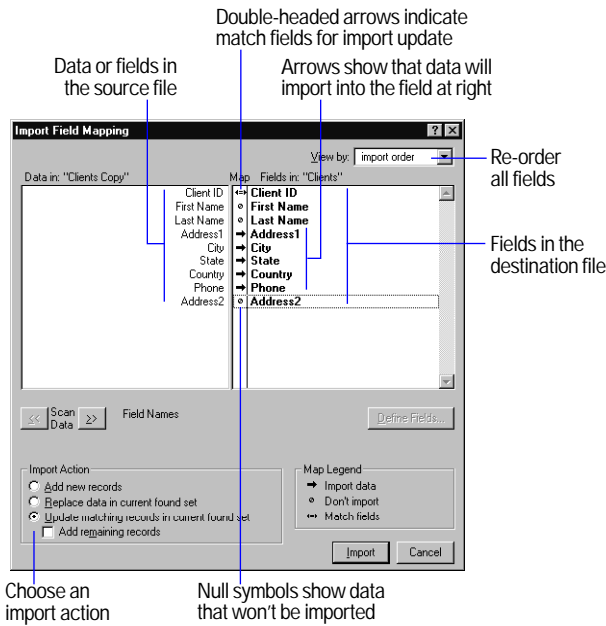 Double-headed arrows indicate
match fields for import update
Data or fields in
the source file
Arrows show that data will
import into the field at right
Import Field Mapping
View by: import order
Re-order
all fields
Data in: "Clients Copy" Map Fields in: "Clients"
Client ID Client ID
First Name First Name
Last Name Last Name
Address1 Address1
City City
State State
Country Country
Phone Phone
Address2 Address2
Fields in the
destination file
<< Scan Data >> Field Names Define Fields...
Import Action
Add new records
Replace data in current found set
Update matching records in current found set
Add remaining records
Map Legend
Import data
Don't import
Match fields
Import Cancel
Choose an
import action
Null symbols show data
that won't be imported